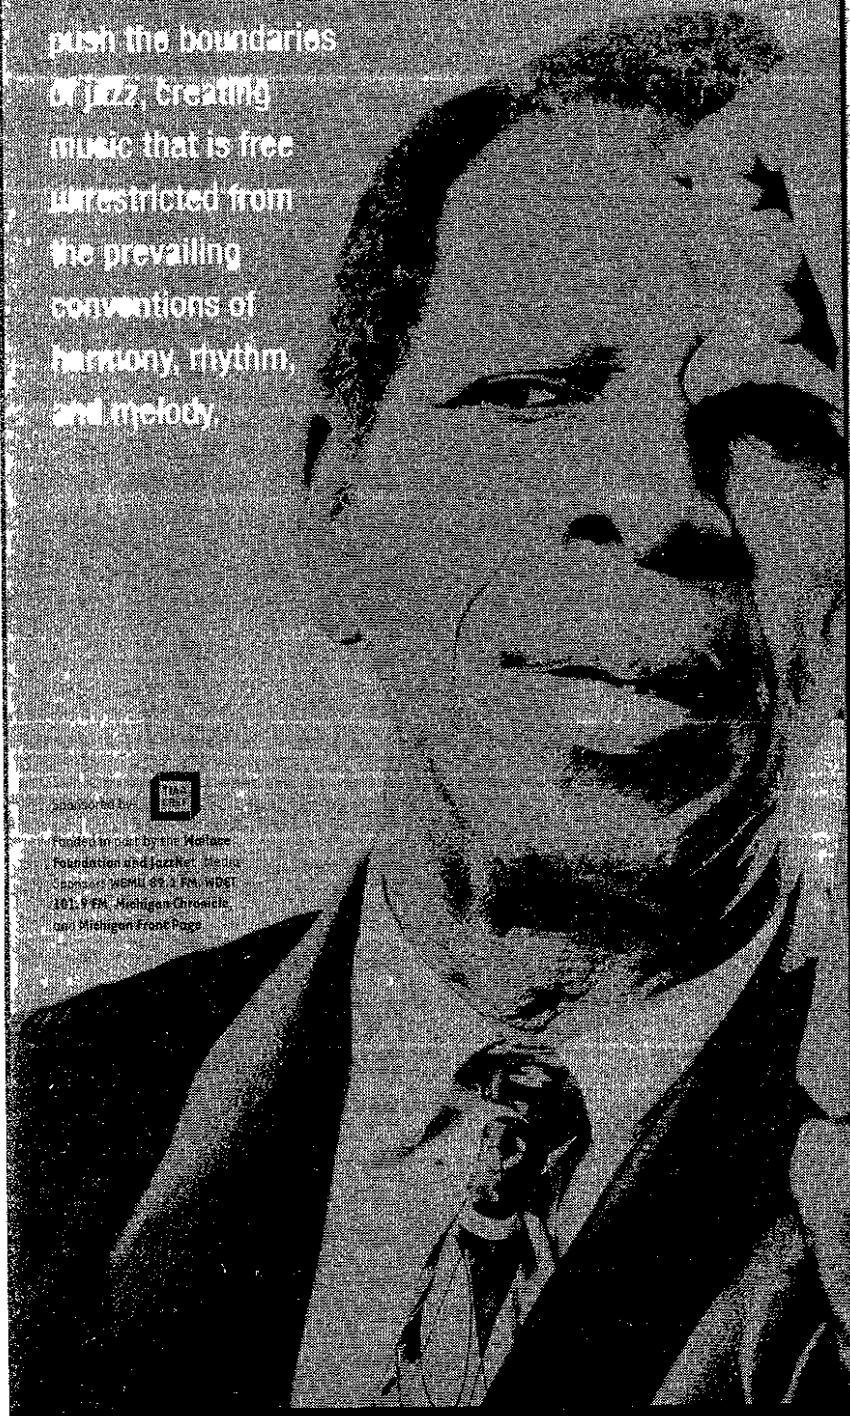 push the boundaries
of jazz, creating
music that is free
unrestricted from
the prevailing
conventions of
harmony, rhythm,
and melody.
sponsored by
Funded in part by the Wallace
Foundation and JazzNet. Media
Sponsors WEMU 89.1 FM, WDET
101.9 FM, Michigan Chronicle,
and Michigan Front Page